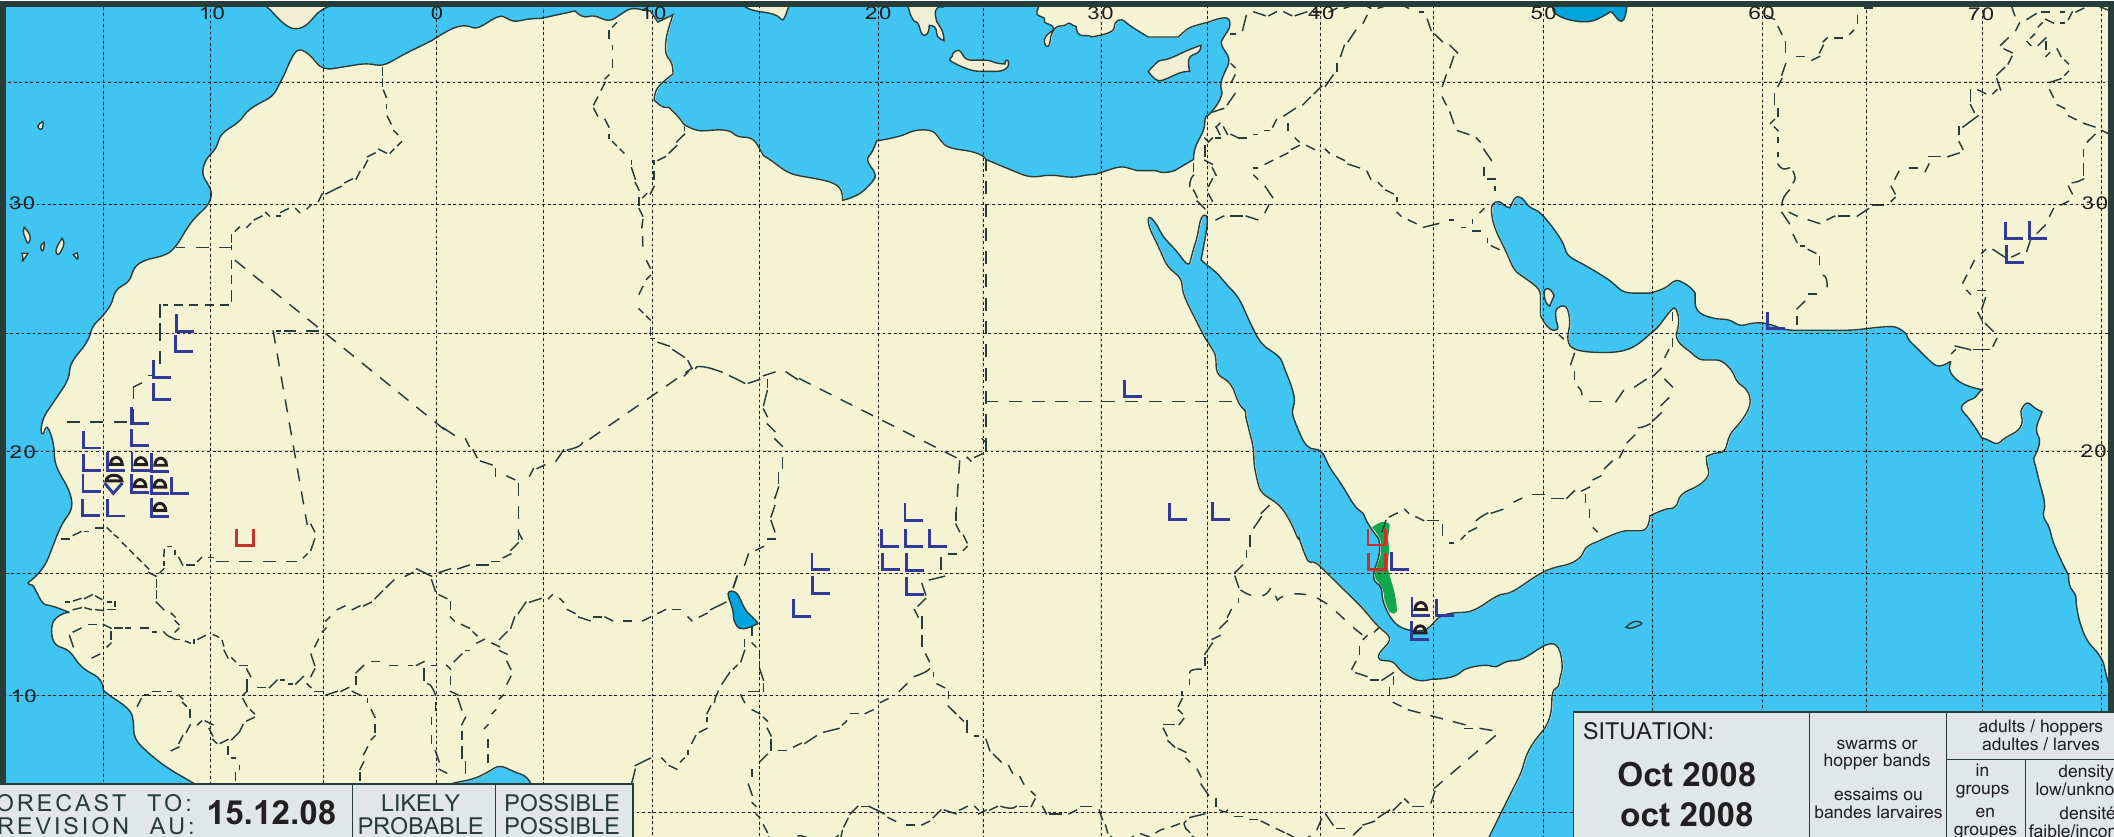 10 0 10 20 30 40 50 60 70
30 30
20 20
10
SITUATION:
Oct 2008
oct 2008
swarms or
hopper bands
essaims ou
bandes larvaires
adults / hoppers
adultes / larves
in
groups
en
groupes
density
low/unkno
densité
faible/incor
ORECAST TO:
REVISION AU:
15.12.08
LIKELY
PROBABLE
POSSIBLE
POSSIBLE